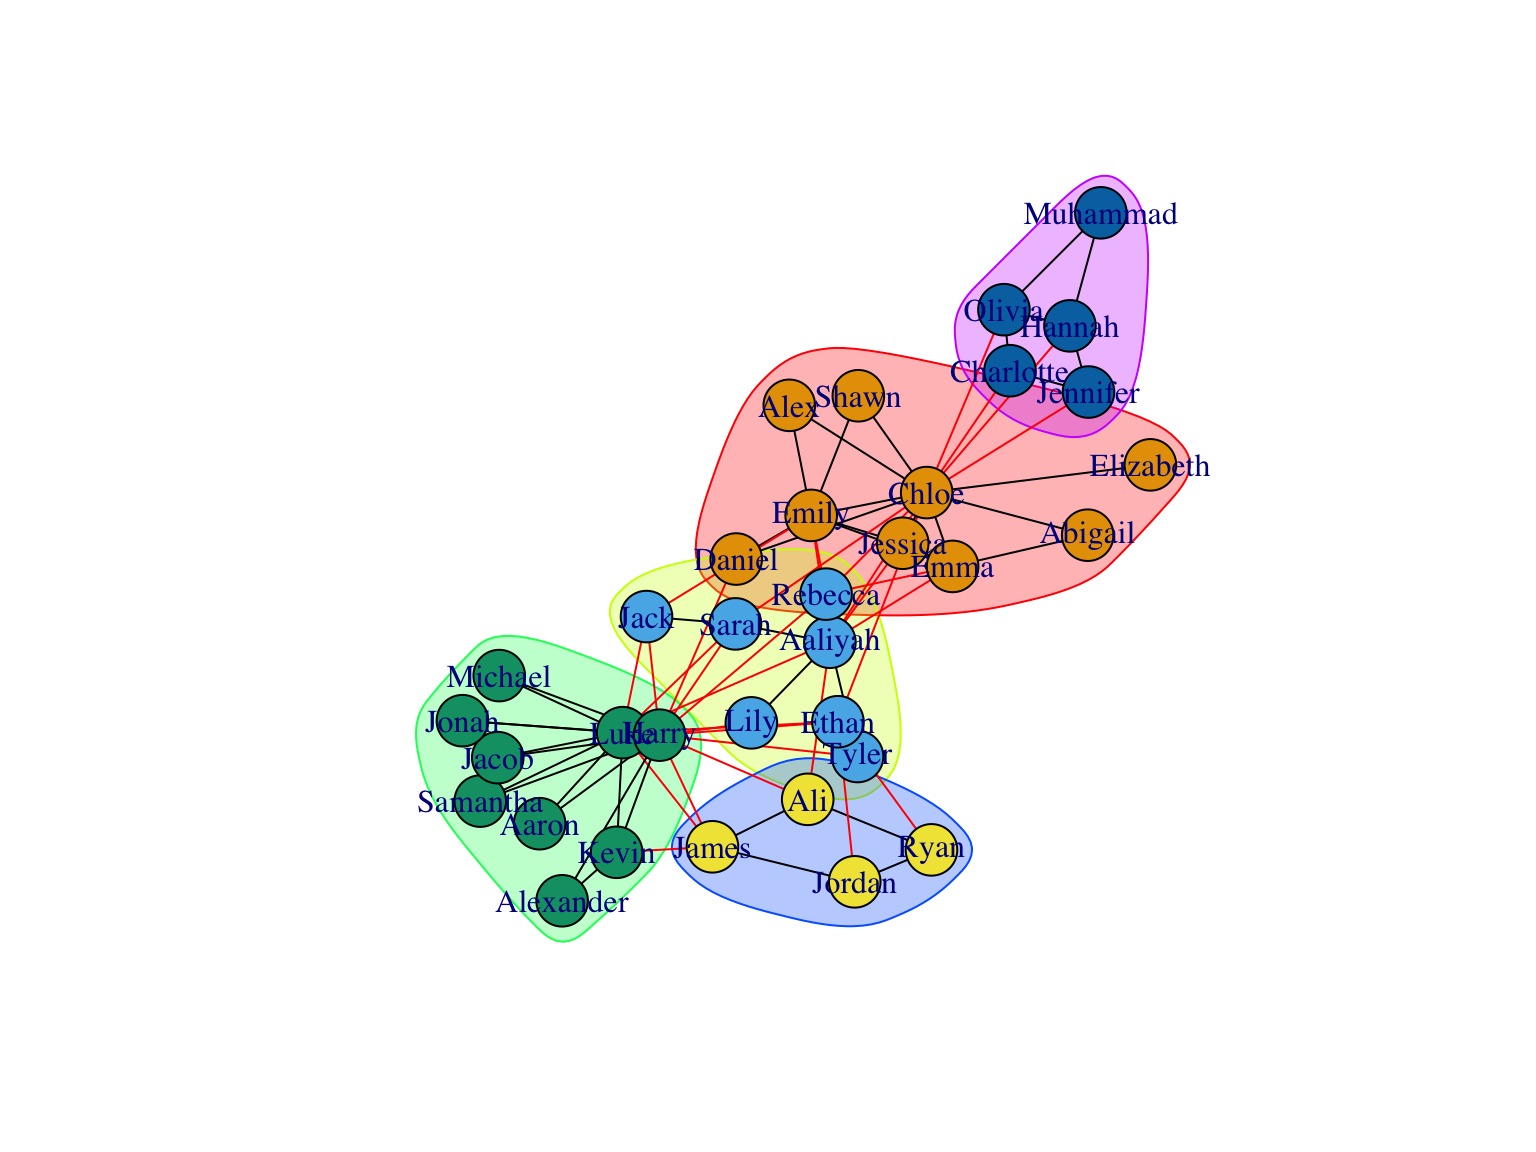 Muhammad
Olivia
Hannah
Charlotte
Jennifer
Alex
Shawn
Elizabeth
Chloe
Emily
Abigail
Jessica
Daniel
Emma
Rebecca
Jack
Sarah
Aaliyah
Michael
Jonah
Lily
Ethan
Luke
Harry
Tyler
Jacob
Samantha
Ali
Aaron
James
Ryan
Kevin
Jordan
Alexander